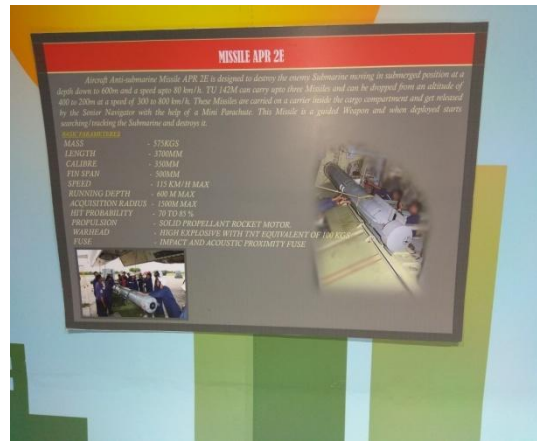 MISSILE APR 2E
Aircraft Anti-submarine Missile APR 2E is designed to destroy the enemy Submarine moving in submerged position at a
depth down to 600m and a speed upto 80 km/h. TU 142M can carry upto three Missiles and can be dropped from an altitude of
400 to 200m at a speed of 300 to 800 km/h. These Missiles are carried on a carrier inside the cargo compartment and get released
by the Senior Navigator with the help of a Mini Parachute. This Missile is a guided Weapon and when deployed starts
searching/tracking the Submarine and destroys it.
BASIC PARAMETERS
MASS - 575KGS
LENGTH - 3700MM
CALIBRE - 350MM
FIN SPAN - 500MM
SPEED - 115 KM/H MAX
RUNNING DEPTH - 600 M MAX
ACQUISITION RADIUS - 1500M MAX
HIT PROBABILITY - 70 TO 85 %
PROPULSION - SOLID PROPELLANT ROCKET MOTOR
WARHEAD - HIGH EXPLOSIVE WITH TNT EQUIVALENT OF 100 KGS
FUSE - IMPACT AND ACOUSTIC PROXIMITY FUSE